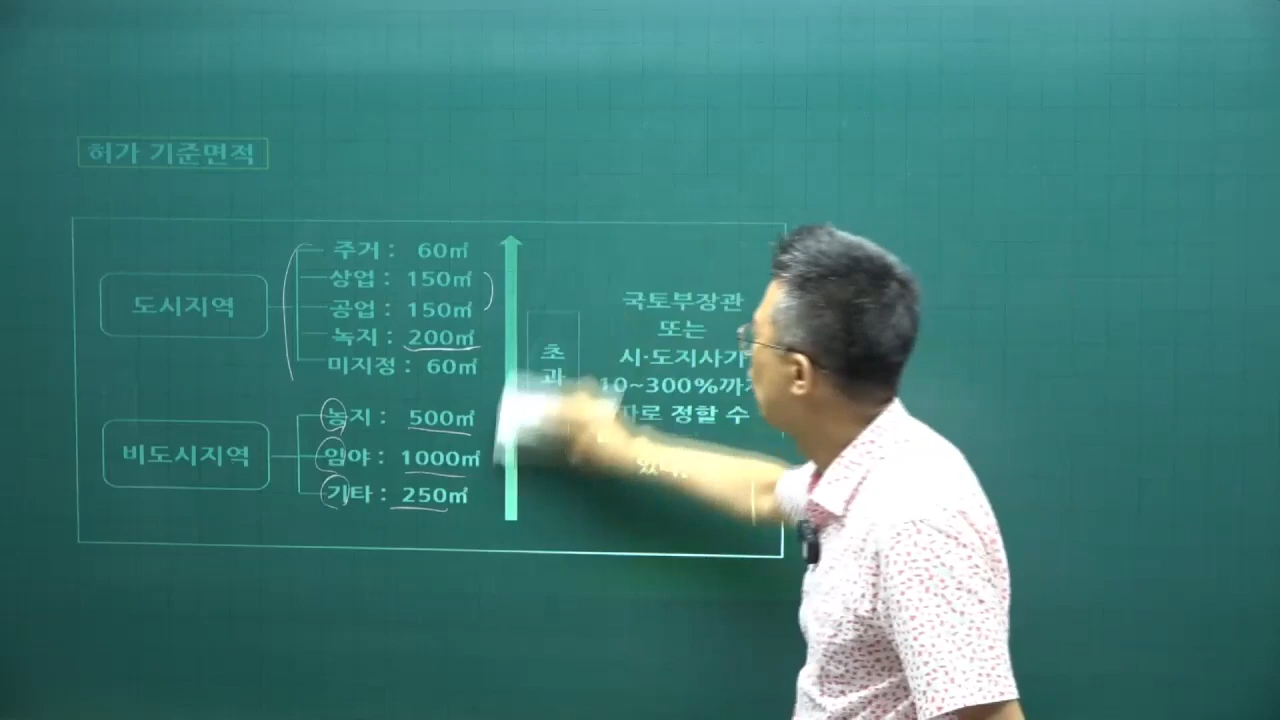 허가 기준면적
도시지역
주거 : 60㎡
상업 : 150㎡
공업 : 150㎡
녹지 : 200㎡
미지정 : 60㎡
비도시지역
농지 : 500㎡
임야 : 1000㎡
기타 : 250㎡
초
과
국토부장관
또는
시·도지사가
10~300%까지
따로 정할 수